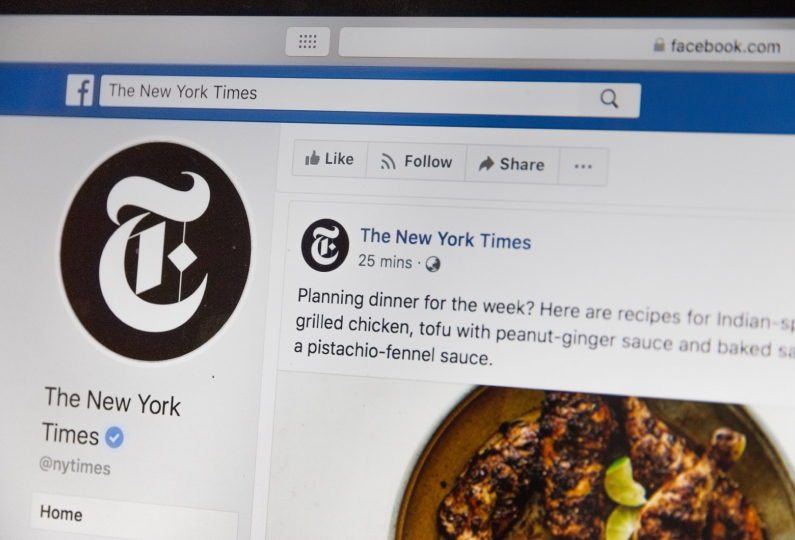 facebook.com
f The New York Times
Like Follow Share ...
The New York Times
25 mins ·
Planning dinner for the week? Here are recipes for Indian-sp
grilled chicken, tofu with peanut-ginger sauce and baked sa
a pistachio-fennel sauce.
The New York
Times
@nytimes
Home